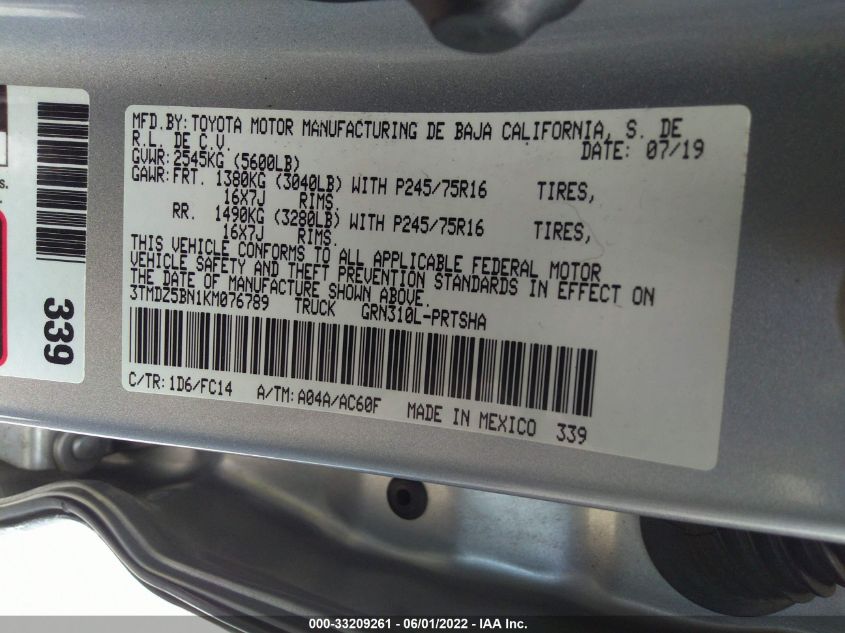 MFD.BY: TOYOTA MOTOR MANUFACTURING DE BAJA CALIFORNIA, S. DE
R.L. DE C.V. DATE: 07/19
GVWR: 2545KG (5600LB)
GAWR: FRT. 1380KG (3040LB) WITH P245/75R16 TIRES,
16X7J RIMS.
RR. 1490KG (3280LB) WITH P245/75R16 TIRES,
16X7J RIMS.
THIS VEHICLE CONFORMS TO ALL APPLICABLE FEDERAL MOTOR
VEHICLE SAFETY AND THEFT PREVENTION STANDARDS IN EFFECT ON
THE DATE OF MANUFACTURE SHOWN ABOVE.
3TMDZ5BN1KM076789 TRUCK GRN310L-PRTSHA
C/TR: 1D6/FC14 A/TM: A04A/AC60F MADE IN MEXICO 339
339
000-33209261 - 06/01/2022 - IAA Inc.